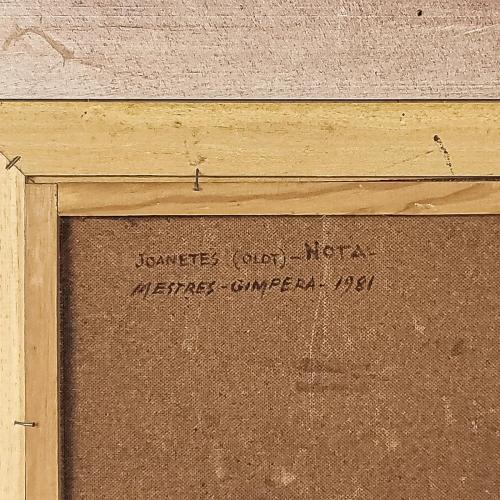 JOANETES (OLOT) - NOTA -
MESTRES - GIMPERA - 1981